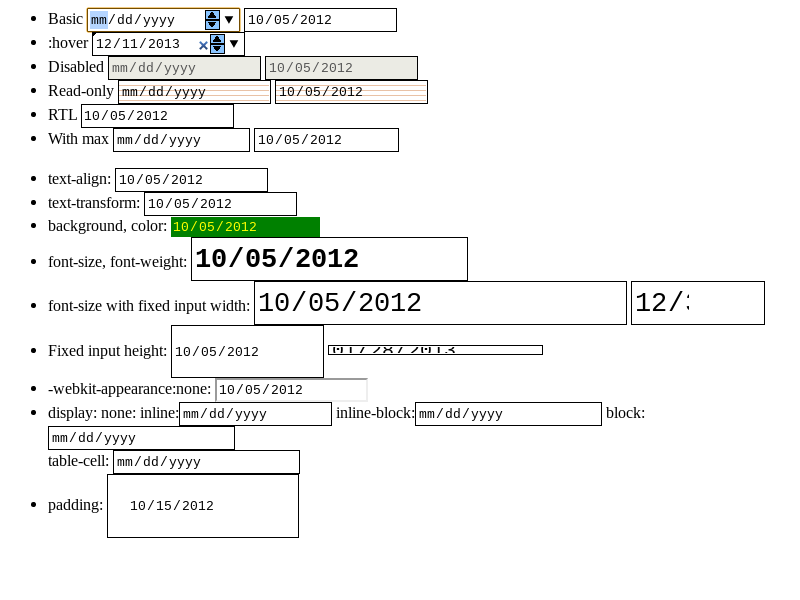 Basic mm/dd/yyyy 10/05/2012
:hover 12/11/2013
Disabled mm/dd/yyyy 10/05/2012
Read-only mm/dd/yyyy 10/05/2012
RTL 10/05/2012
With max mm/dd/yyyy 10/05/2012
text-align: 10/05/2012
text-transform: 10/05/2012
background, color: 10/05/2012
font-size, font-weight: 10/05/2012
font-size with fixed input width: 10/05/2012 12/
Fixed input height: 10/05/2012 01/28/2013
-webkit-appearance:none: 10/05/2012
display: none: inline: mm/dd/yyyy inline-block: mm/dd/yyyy block:
mm/dd/yyyy
table-cell: mm/dd/yyyy
padding: 10/15/2012